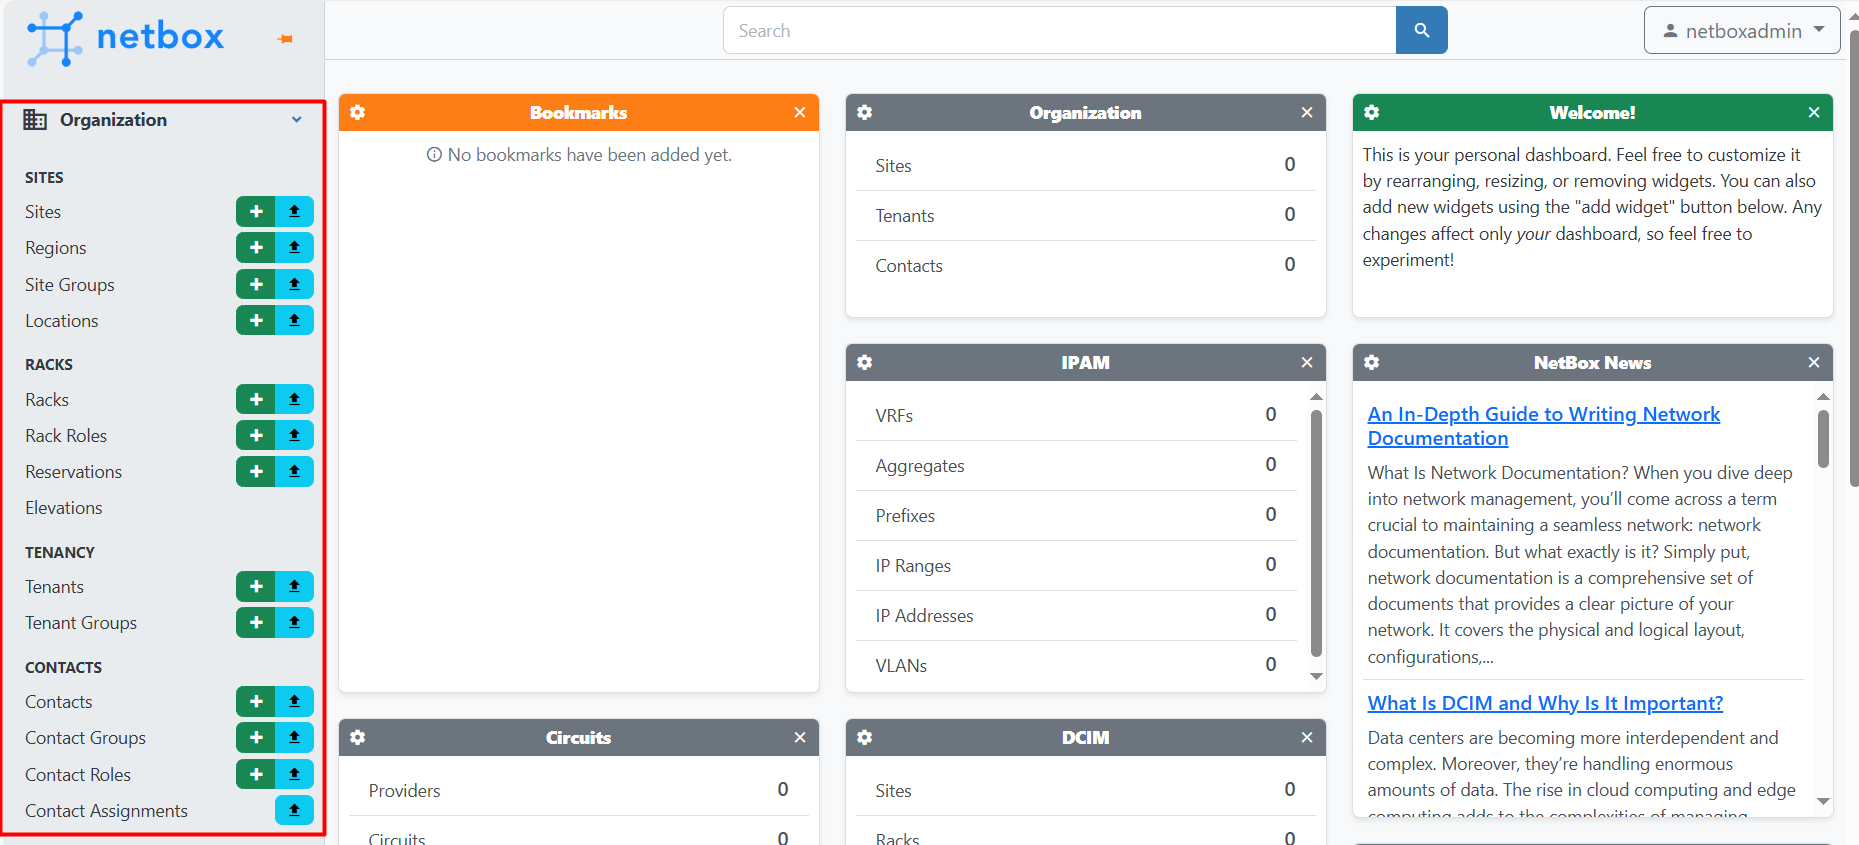 netbox
Search
netboxadmin
Organization
SITES
Sites
Regions
Site Groups
Locations
RACKS
Racks
Rack Roles
Reservations
Elevations
TENANCY
Tenants
Tenant Groups
CONTACTS
Contacts
Contact Groups
Contact Roles
Contact Assignments
Bookmarks
No bookmarks have been added yet.
Organization
Sites 0
Tenants 0
Contacts 0
Welcome!
This is your personal dashboard. Feel free to customize it
by rearranging, resizing, or removing widgets. You can also
add new widgets using the "add widget" button below. Any
changes affect only your dashboard, so feel free to
experiment!
IPAM
VRFs 0
Aggregates 0
Prefixes 0
IP Ranges 0
IP Addresses 0
VLANs 0
NetBox News
An In-Depth Guide to Writing Network
Documentation
What Is Network Documentation? When you dive deep
into network management, you’ll come across a term
crucial to maintaining a seamless network: network
documentation. But what exactly is it? Simply put,
network documentation is a comprehensive set of
documents that provides a clear picture of your
network. It covers the physical and logical layout,
configurations,...
What Is DCIM and Why Is It Important?
Data centers are becoming more interdependent and
complex. Moreover, they’re handling enormous
amounts of data. The rise in cloud computing and edge
computing adds to the complexities of managing
Circuits
Providers 0
Circuits 0
DCIM
Sites 0
Racks 0